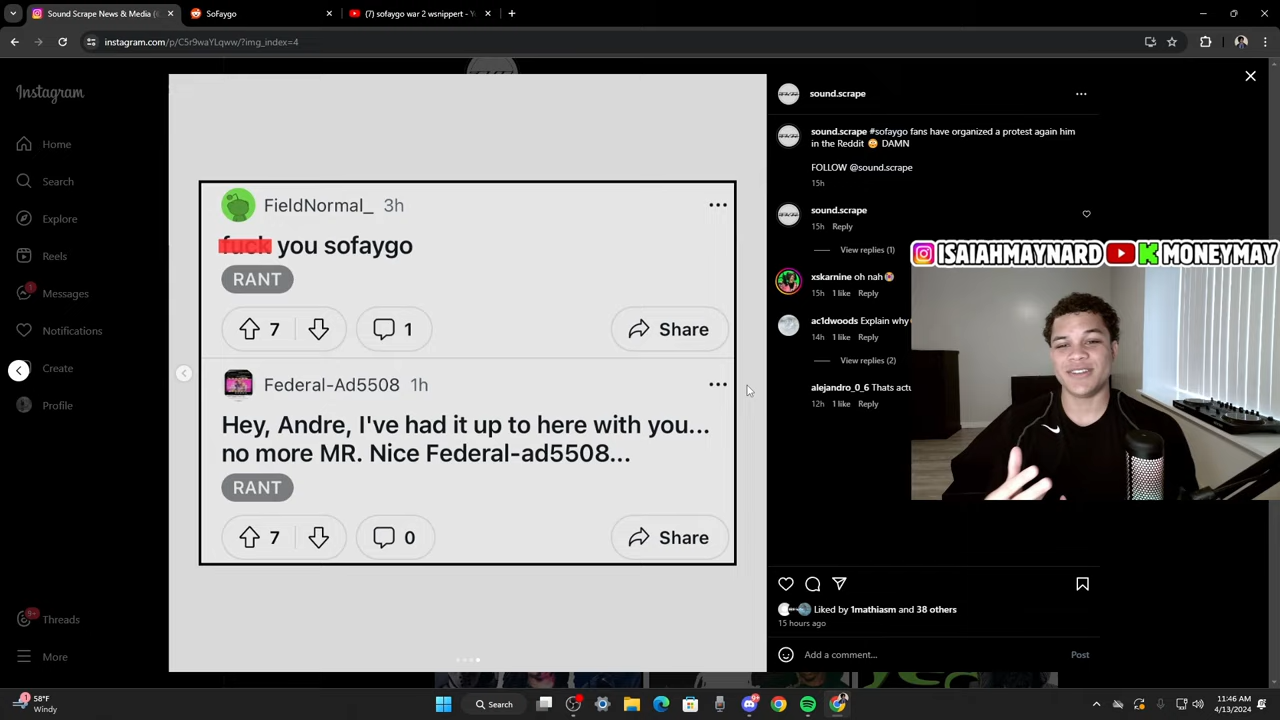 Sound Scrape News & Media (
SoFaygo
(7) sofaygo war 2 wsnippert - Y
instagram.com/p/C5r9waYLqww/?img_index=4
Instagram
Home
Search
Explore
Reels
1
Messages
Notifications
Create
Profile
9+
Threads
More
FieldNormal_ 3h
fuck you sofaygo
RANT
7
1
Share
Federal-Ad5508 1h
Hey, Andre, I've had it up to here with you...
no more MR. Nice Federal-ad5508...
RANT
7
0
Share
sound.scrape
sound.scrape #sofaygo fans have organized a protest again him
in the Reddit DAMN
FOLLOW @sound.scrape
15h
sound.scrape
15h Reply
View replies (1)
xskarnine oh nah
15h 1 like Reply
ac1dwoods Explain why
14h 1 like Reply
View replies (2)
alejandro_0_6 Thats actu
12h 1 like Reply
ISAIAHMAYNARD K MONEYMAY
Liked by 1mathiasm and 38 others
15 hours ago
Add a comment...
Post
58°F
Windy
Search
11:46 AM
4/13/2024